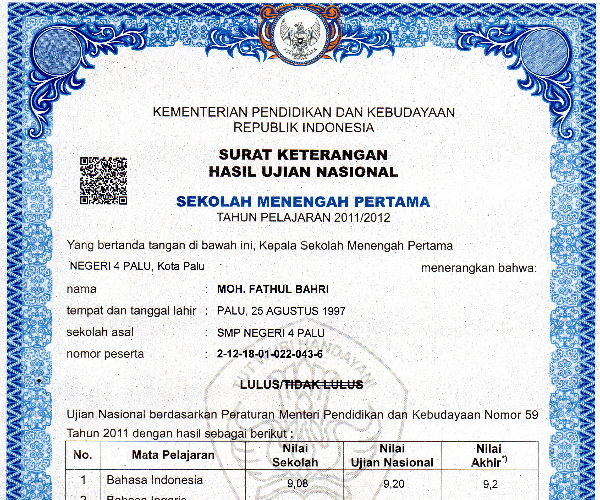 KEMENTERIAN PENDIDIKAN DAN KEBUDAYAAN
REPUBLIK INDONESIA
SURAT KETERANGAN
HASIL UJIAN NASIONAL
SEKOLAH MENENGAH PERTAMA
TAHUN PELAJARAN 2011/2012
Yang bertanda tangan di bawah ini, Kepala Sekolah Menengah Pertama
NEGERI 4 PALU, Kota Palu menerangkan bahwa:
nama : MOH. FATHUL BAHRI
tempat dan tanggal lahir : PALU, 25 AGUSTUS 1997
sekolah asal : SMP NEGERI 4 PALU
nomor peserta : 2-12-18-01-022-043-6
TUT WURI HANDAYANI
LULUS/TIDAK LULUS
Ujian Nasional berdasarkan Peraturan Menteri Pendidikan dan Kebudayaan Nomor 59
Tahun 2011 dengan hasil sebagai berikut :
No. Mata Pelajaran Nilai Sekolah Nilai Ujian Nasional Nilai Akhir*)
1 Bahasa Indonesia 9,08 9,20 9,2
2 Bahasa Inggris